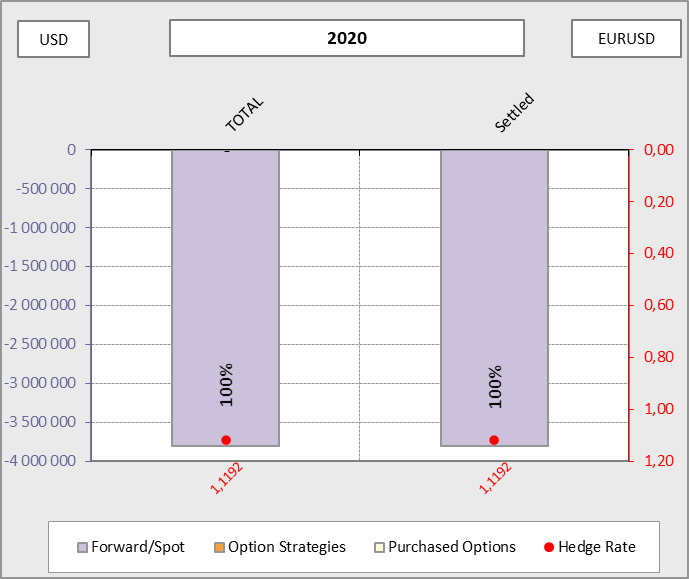 USD
2020
EURUSD
TOTAL
Settled
0
-500 000
-1 000 000
-1 500 000
-2 000 000
-2 500 000
-3 000 000
-3 500 000
-4 000 000
0,00
0,20
0,40
0,60
0,80
1,00
1,20
-
100%
100%
1,1192
1,1192
Forward/Spot
Option Strategies
Purchased Options
Hedge Rate